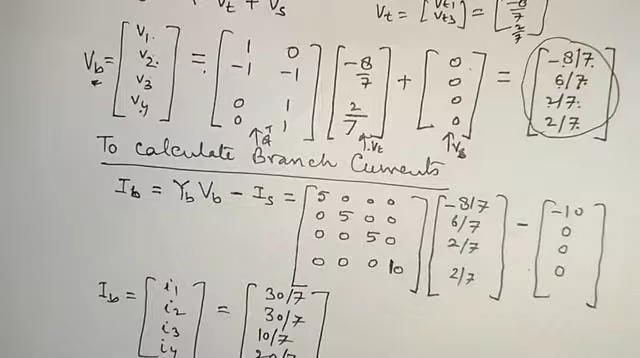 Vt + Vs
Vt = [Vt1 Vt3] = [-8/7 2/7]
Vb = [V1 V2 V3 V4] = [1 0; -1 -1; 0 1; 0 1] [-8/7 2/7] + [0 0 0 0] = [-8/7 6/7 2/7 2/7]
Vt Vs
To calculate Branch Currents
Ib = Yb Vb - Is = [5 0 0 0; 0 5 0 0; 0 0 5 0; 0 0 0 10] [-8/7 6/7 2/7 2/7] - [-10 0 0 0]
Ib = [i1 i2 i3 i4] = [30/7 30/7 10/7 20/7]